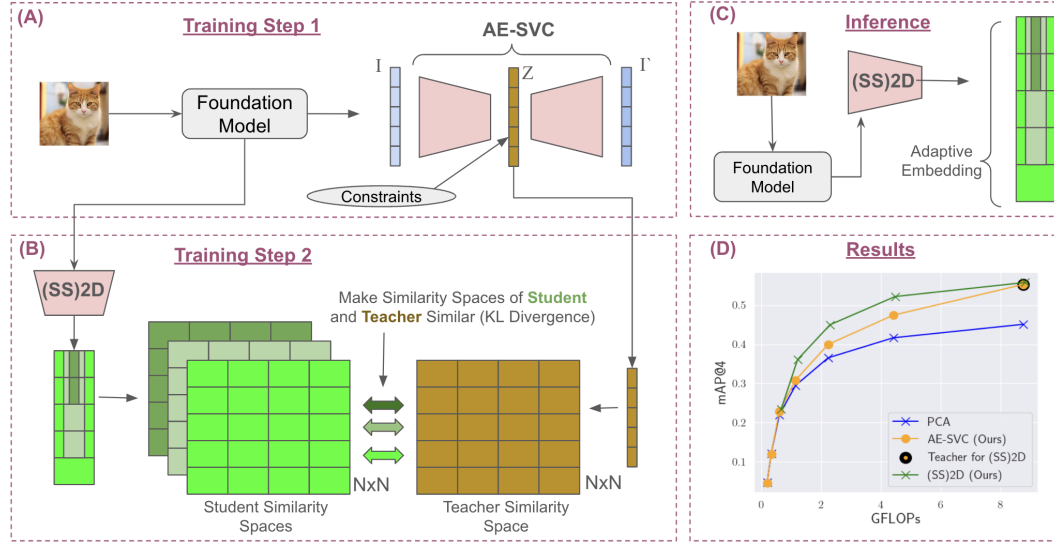 (A)
Training Step 1
AE-SVC
I
Z
I'
Foundation
Model
Constraints
(B)
Training Step 2
(SS)2D
Make Similarity Spaces of Student
and Teacher Similar (KL Divergence)
NxN
NxN
Student Similarity
Spaces
Teacher Similarity
Space
(C)
Inference
(SS)2D
Foundation
Model
Adaptive
Embedding
(D)
Results
mAP@4
0.5
0.4
0.3
0.2
0.1
PCA
AE-SVC (Ours)
Teacher for (SS)2D
(SS)2D (Ours)
0
2
4
6
8
GFLOPs